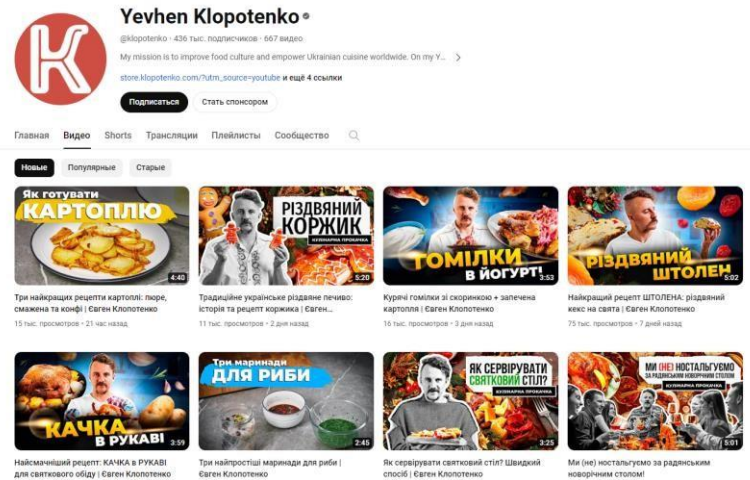 Yevhen Klopotenko
@klopotenko · 436 тыс. подписчиков · 667 видео
My mission is to improve food culture and empower Ukrainian cuisine worldwide. On my Y...
store.klopotenko.com/?utm_source=youtube и ещё 4 ссылки
Подписаться Стать спонсором
Главная Видео Shorts Трансляции Плейлисты Сообщество
Новые Популярные Старые
Як готувати
КАРТОПЛЮ
4:40
РІЗДВЯНИЙ
КОРЖИК
КУЛІНАРНА ПРОКАЧКА
5:20
ГОМІЛКИ
В ЙОГУРТІ
3:53
РІЗДВЯНИЙ
ШТОЛЕН
5:02
Три найкращих рецепти картоплі: пюре,
смажена та конфі | Євген Клопотенко
15 тыс. просмотров · 21 час назад
Традиційне українське різдвяне печиво:
історія та рецепт коржика | Євген...
11 тыс. просмотров · 2 дня назад
Курячі гомілки зі скоринкою + запечена
картопля | Євген Клопотенко
16 тыс. просмотров · 3 дня назад
Найкращий рецепт ШТОЛЕНА: різдвяний
кекс на свята | Євген Клопотенко
75 тыс. просмотров · 7 дней назад
КАЧКА
В РУКАВІ
3:59
Три маринади
ДЛЯ РИБИ
2:45
ЯК СЕРВІРУВАТИ
СВЯТКОВИЙ СТІЛ?
КУЛІНАРНА ПРОКАЧКА
3:25
МИ (НЕ) НОСТАЛЬГУЄМО
ЗА РАДЯНСЬКИМ НОВОРІЧНИМ СТОЛОМ
КУЛІНАРНА ПРОКАЧКА
5:01
Найсмачніший рецепт: КАЧКА в РУКАВІ
для святкового обіду | Євген Клопотенко
Три найпростіші маринади для риби |
Євген Клопотенко
Як сервірувати святковий стіл? Швидкий
спосіб | Євген Клопотенко
Ми (не) ностальгуємо за радянським
новорічним столом!